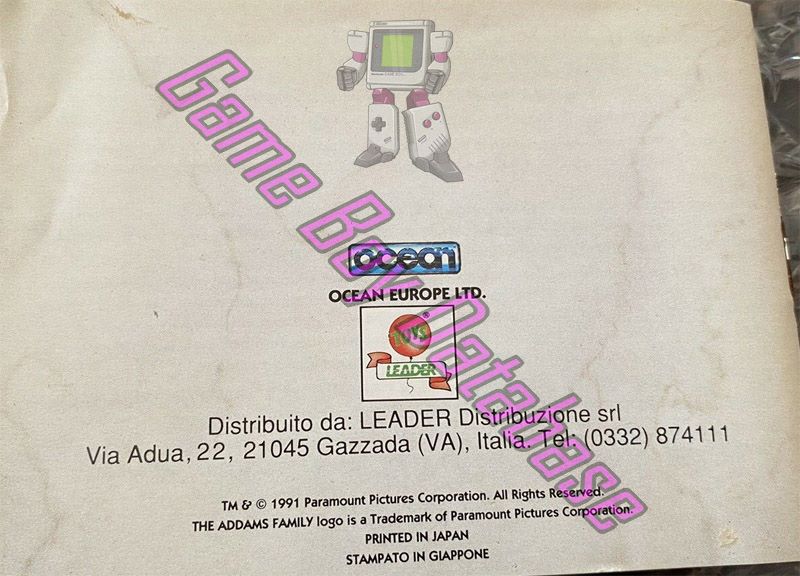 Game Boy Database
ocean
OCEAN EUROPE LTD.
®
TOYS
LEADER
Distribuito da: LEADER Distribuzione srl
Via Adua, 22, 21045 Gazzada (VA), Italia. Tel: (0332) 874111
TM & © 1991 Paramount Pictures Corporation. All Rights Reserved.
THE ADDAMS FAMILY logo is a Trademark of Paramount Pictures Corporation.
PRINTED IN JAPAN
STAMPATO IN GIAPPONE